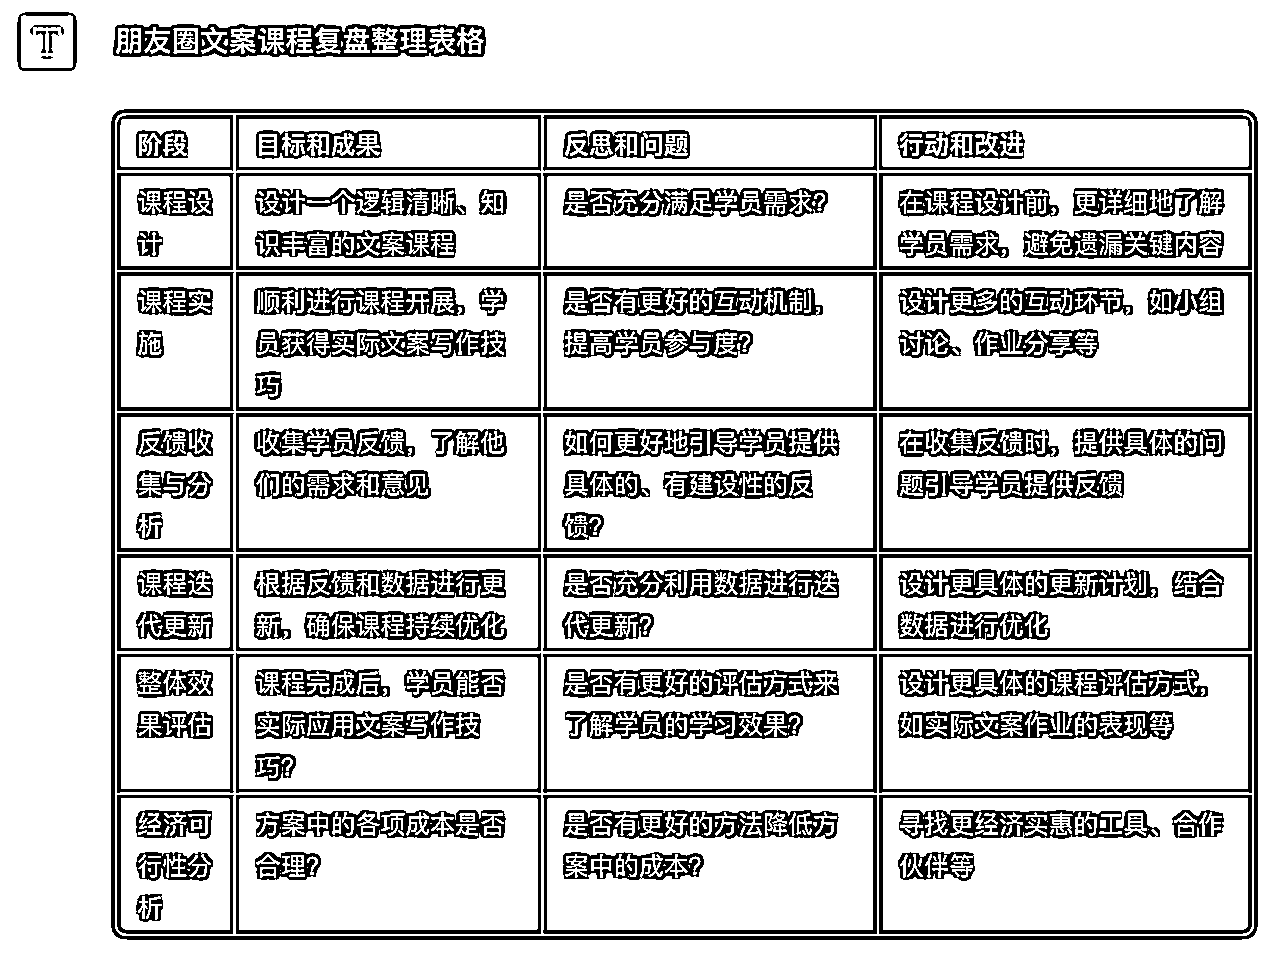 T
朋友圈文案课程复盘整理表格
阶段 目标和成果 反思和问题 行动和改进
课程设 设计一个逻辑清晰、知 是否充分满足学员需求? 在课程设计前，更详细地了解
计 识丰富的文案课程 学员需求，避免遗漏关键内容
课程实 顺利进行课程开展，学 是否有更好的互动机制， 设计更多的互动环节，如小组
施 员获得实际文案写作技 提高学员参与度? 讨论、作业分享等
巧
反馈收 收集学员反馈，了解他 如何更好地引导学员提供 在收集反馈时，提供具体的问
集与分 们的需求和意见 具体的、有建设性的反 题引导学员提供反馈
析 馈?
课程迭 根据反馈和数据进行更 是否充分利用数据进行迭 设计更具体的更新计划，结合
代更新 新，确保课程持续优化 代更新? 数据进行优化
整体效 课程完成后，学员能否 是否有更好的评估方式来 设计更具体的课程评估方式，
果评估 实际应用文案写作技 了解学员的学习效果? 如实际文案作业的表现等
巧?
经济可 方案中的各项成本是否 是否有更好的方法降低方 寻找更经济实惠的工具、合作
行性分 合理? 案中的成本? 伙伴等
析